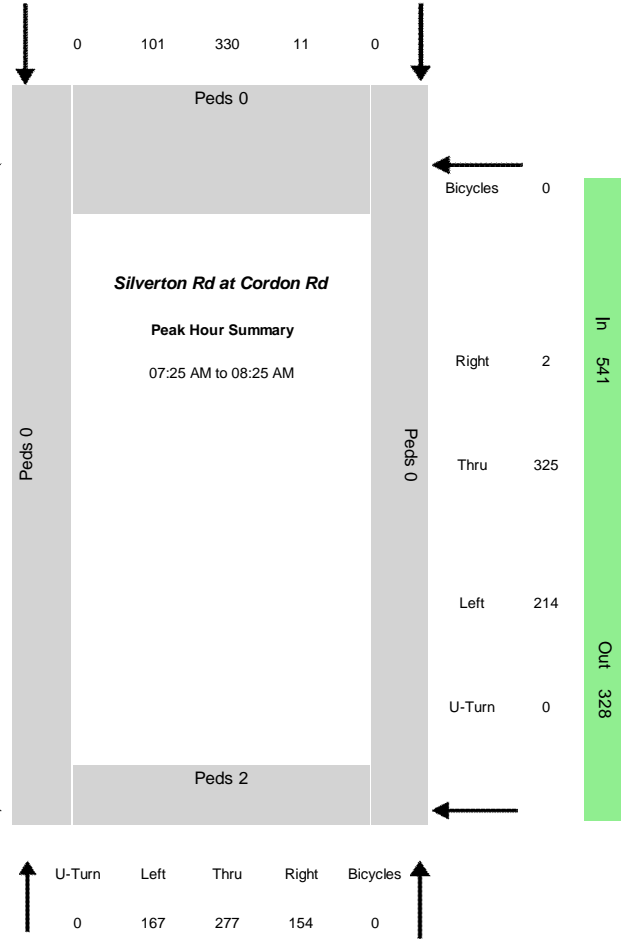 0 101 330 11 0
Peds 0
Bicycles 0
Silverton Rd at Cordon Rd
Peak Hour Summary
07:25 AM to 08:25 AM
In 541
Right 2
Peds 0
Peds 0
Thru 325
Left 214
Out 328
U-Turn 0
Peds 2
U-Turn Left Thru Right Bicycles
0 167 277 154 0